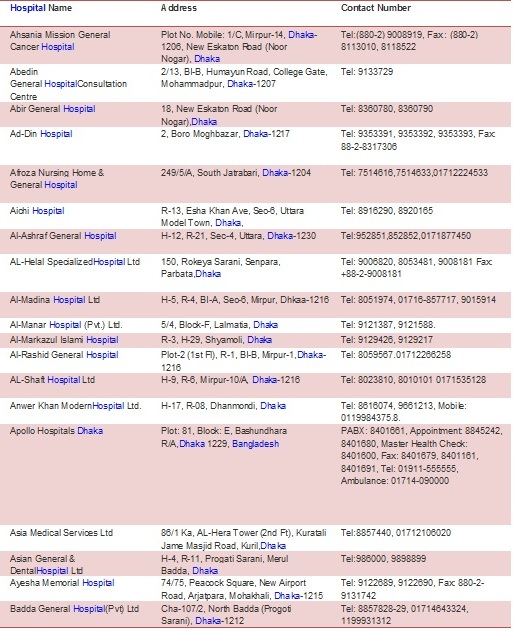 Hospital Name Address Contact Number
Ahsania Mission General Plot No. Mobile: 1/C, Mirpur-14, Dhaka- Tel:(880-2) 9008919, Fax: (880-2)
Cancer Hospital 1206, New Eskaton Road (Noor 8113010, 8118522
Nogar), Dhaka
Abedin 2/13, Bl-B, Humayun Road, College Gate, Tel: 9133729
General HospitalConsultation Mohammadpur, Dhaka-1207
Centre
Abir General Hospital 18, New Eskaton Road (Noor Tel: 8360780, 8360790
Nogar),Dhaka
Ad-Din Hospital 2, Boro Moghbazar, Dhaka-1217 Tel: 9353391, 9353392, 9353393, Fax:
88-2-8317306
Afroza Nursing Home & 249/5/A, South Jatrabari, Dhaka-1204 Tel: 7514616,7514633,01712224533
General Hospital
Aichi Hospital R-13, Esha Khan Ave, Sec-6, Uttara Tel: 8916290, 8920165
Model Town, Dhaka,
Al-Ashraf General Hospital H-12, R-21, Sec-4, Uttara, Dhaka-1230 Tel:952851,852852,0171877450
AL-Helal SpecializedHospital Ltd 150, Rokeya Sarani, Senpara, Tel: 9006820, 8053481, 9008181 Fax:
Parbata,Dhaka +88-2-9008181
Al-Madina Hospital Ltd H-5, R-4, Bl-A, Sec-6, Mirpur, Dhkaa-1216 Tel: 8051974, 01716-857717, 9015914
Al-Manar Hospital (Pvt.) Ltd. 5/4, Block-F, Lalmatia, Dhaka Tel: 9121387, 9121588.
Al-Markazul Islami Hospital R-3, H-29, Shyamoli, Dhaka Tel: 9129426, 9129217
Al-Rashid General Hospital Plot-2 (1st Fl), R-1, Bl-B, Mirpur-1,Dhaka- Tel: 8059567.01712266258
1216
AL-Shaft Hospital Ltd H-9, R-6, Mirpur-10/A, Dhaka-1216 Tel: 8023810, 8010101 0171535128
Anwer Khan ModernHospital Ltd. H-17, R-08, Dhanmondi, Dhaka Tel: 8616074, 9661213, Mobile:
0119984375.8.
Apollo Hospitals Dhaka Plot: 81, Block: E, Bashundhara PABX: 8401661, Appointment: 8845242,
R/A,Dhaka 1229, Bangladesh 8401680, Master Health Check:
8401600, Fax: 8401679, 8401161,
8401691, Tel: 01911-555555,
Ambulance: 01714-090000
Asia Medical Services Ltd 86/1 Ka, AL-Hera Tower (2nd Ft), Kuratali Tel:8857440, 01712106020
Jame Masjid Road, Kuril,Dhaka
Asian General & H-4, R-11, Progati Sarani, Merul Tel:986000, 9898899
DentalHospital Ltd Badda, Dhaka
Ayesha Memorial Hospital 74/75, Peacock Square, New Airport Tel: 9122689, 9122690, Fax: 880-2-
Road, Arjatpara, Mohakhali, Dhaka-1215 9131742
Badda General Hospital(Pvt) Ltd Cha-107/2, North Badda (Progoti Tel: 8857828-29, 01714643324,
Sarani), Dhaka-1212 1199931312